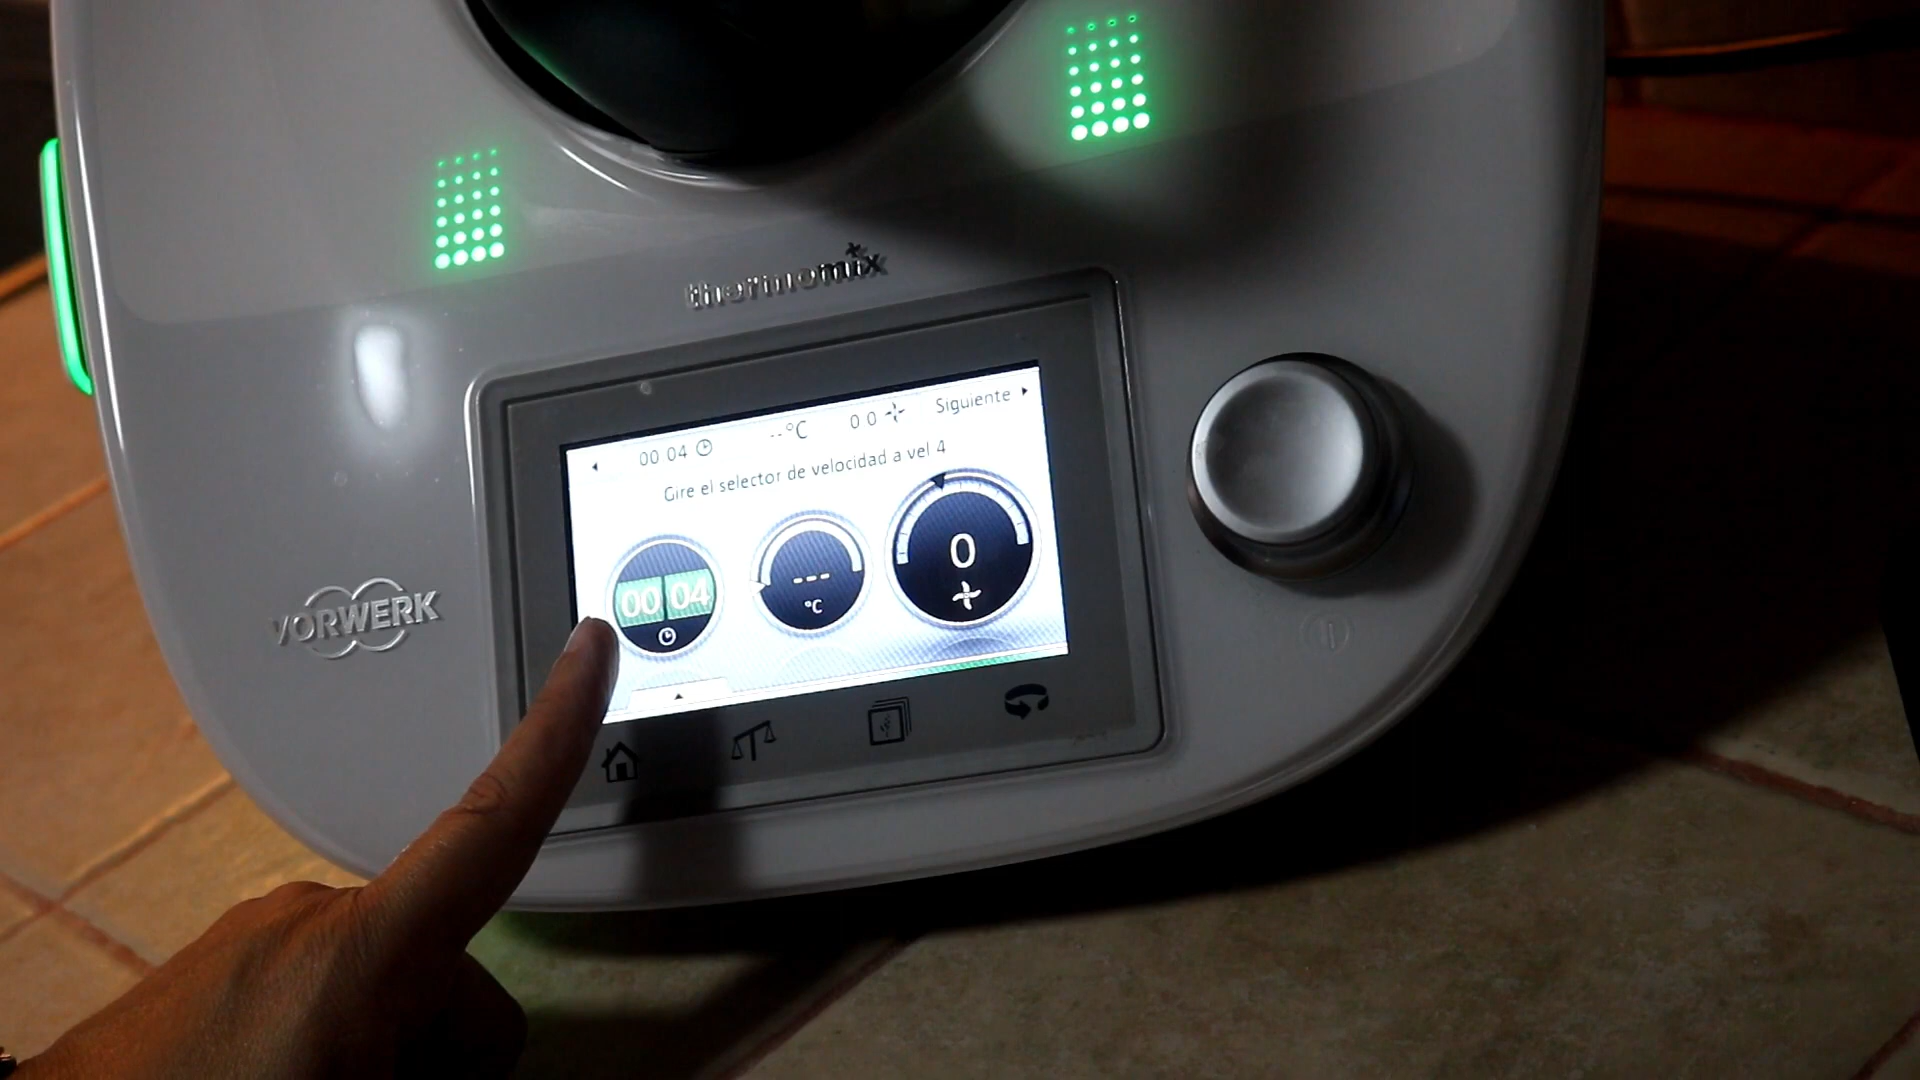 thermomix
00 04 --°C 0 0 Siguiente
Gire el selector de velocidad a vel 4
00 04
--- °C
0
VORWERK